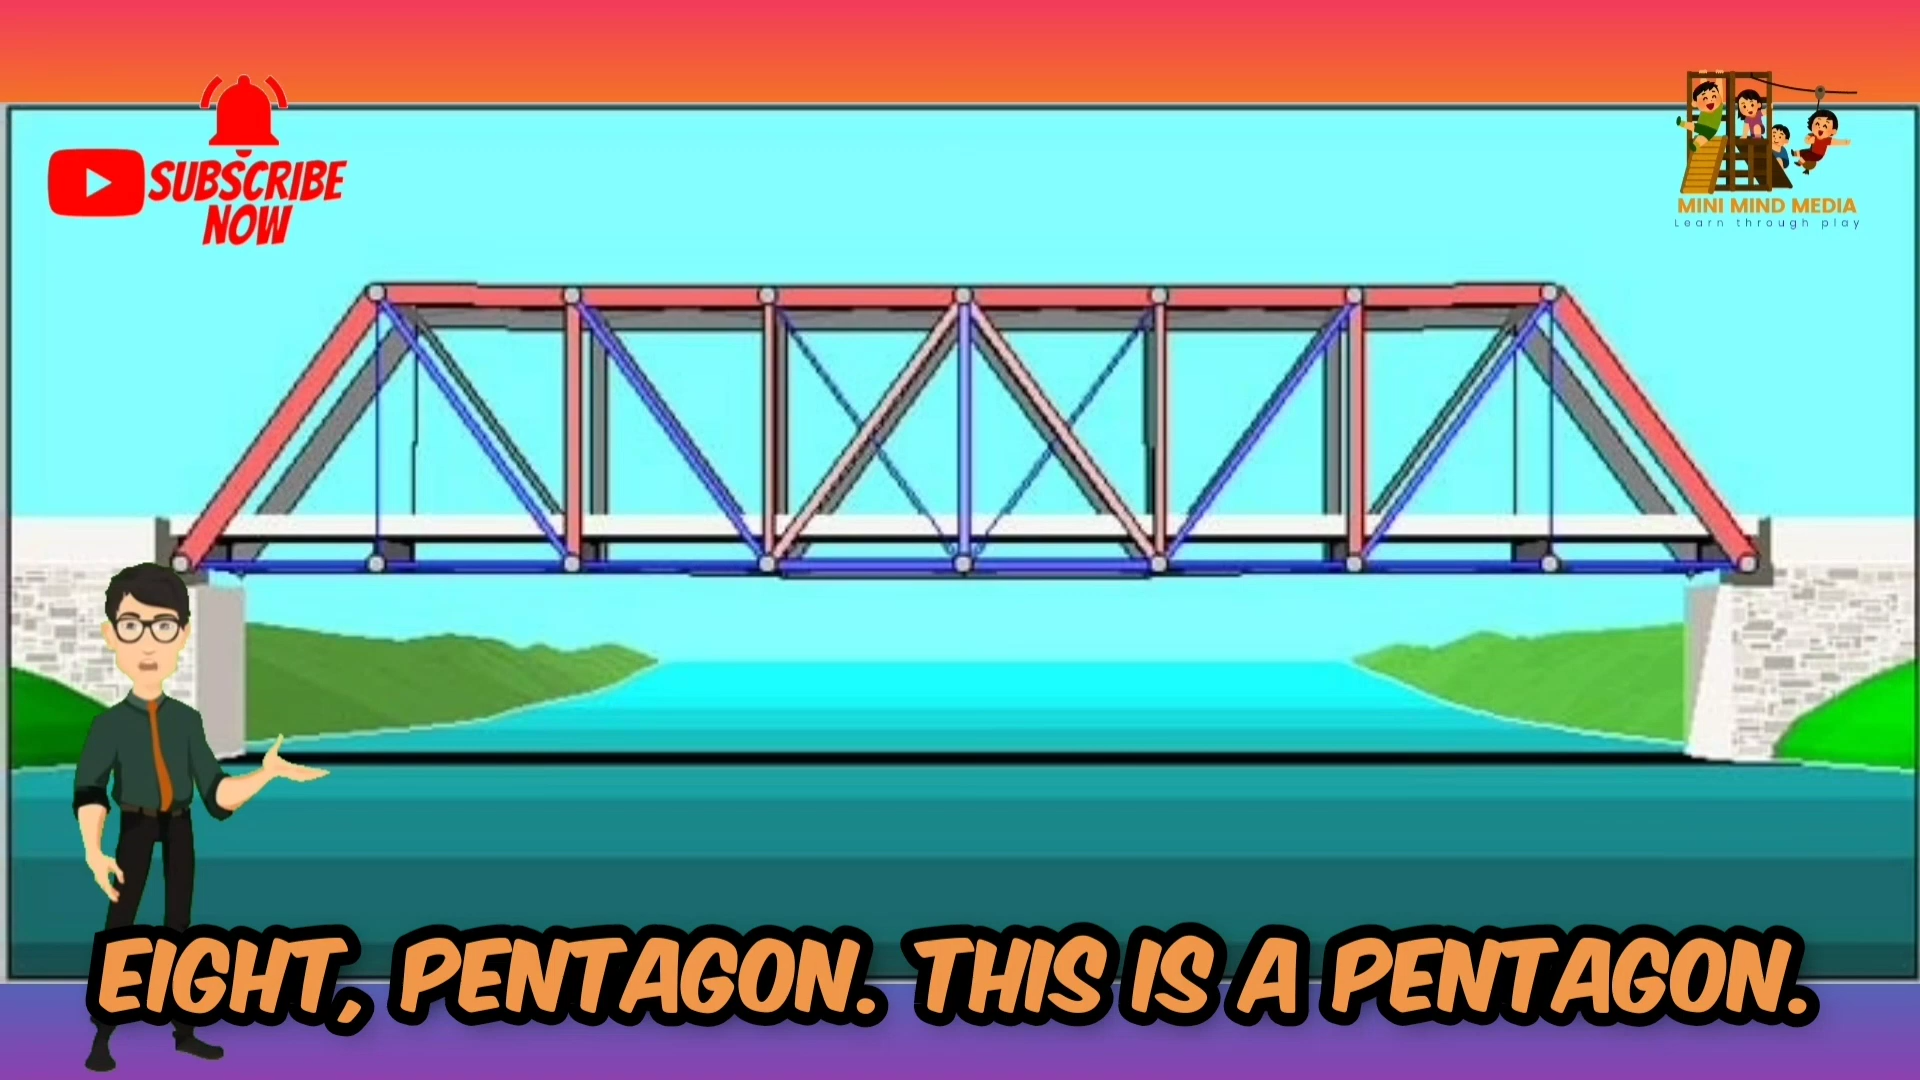 SUBSCRIBE
NOW
MINI MIND MEDIA
Learn through play
EIGHT, PENTAGON. THIS IS A PENTAGON.